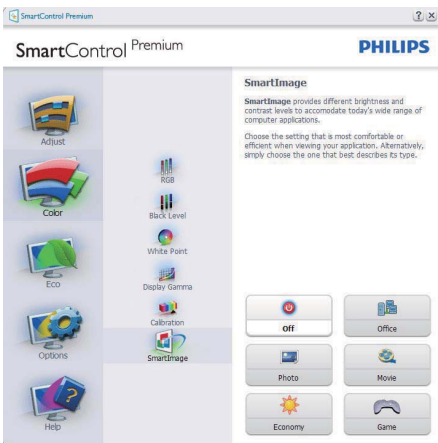 SmartControl Premium
SmartControl Premium
PHILIPS
Adjust
Color
Eco
Options
Help
RGB
Black Level
White Point
Display Gamma
Calibration
SmartImage
SmartImage
SmartImage provides different brightness and
contrast levels to accomodate today's wide range of
computer applications.
Choose the setting that is most comfortable or
efficient when viewing your application. Alternatively,
simply choose the one that best describes its type.
Off
Office
Photo
Movie
Economy
Game